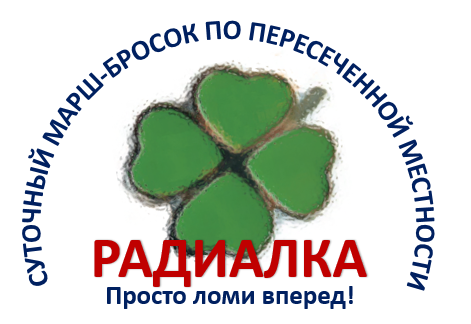 СУТОЧНЫЙ МАРШ-БРОСОК ПО ПЕРЕСЕЧЕННОЙ МЕСТНОСТИ
РАДИАЛКА
Просто ломи вперед!